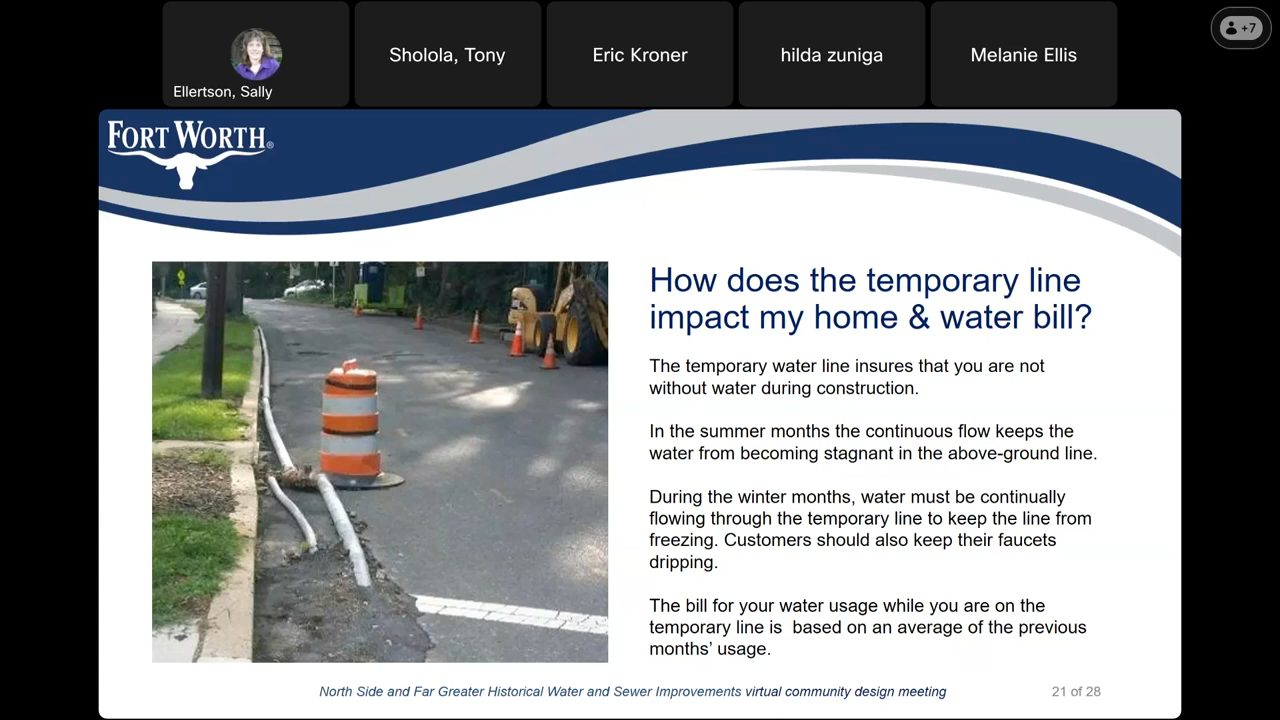 +7
Sholola, Tony
Eric Kroner
hilda zuniga
Melanie Ellis
Ellertson, Sally
FORT WORTH®
How does the temporary line
impact my home & water bill?
The temporary water line insures that you are not
without water during construction.
In the summer months the continuous flow keeps the
water from becoming stagnant in the above-ground line.
During the winter months, water must be continually
flowing through the temporary line to keep the line from
freezing. Customers should also keep their faucets
dripping.
The bill for your water usage while you are on the
temporary line is  based on an average of the previous
months’ usage.
North Side and Far Greater Historical Water and Sewer Improvements virtual community design meeting
21 of 28